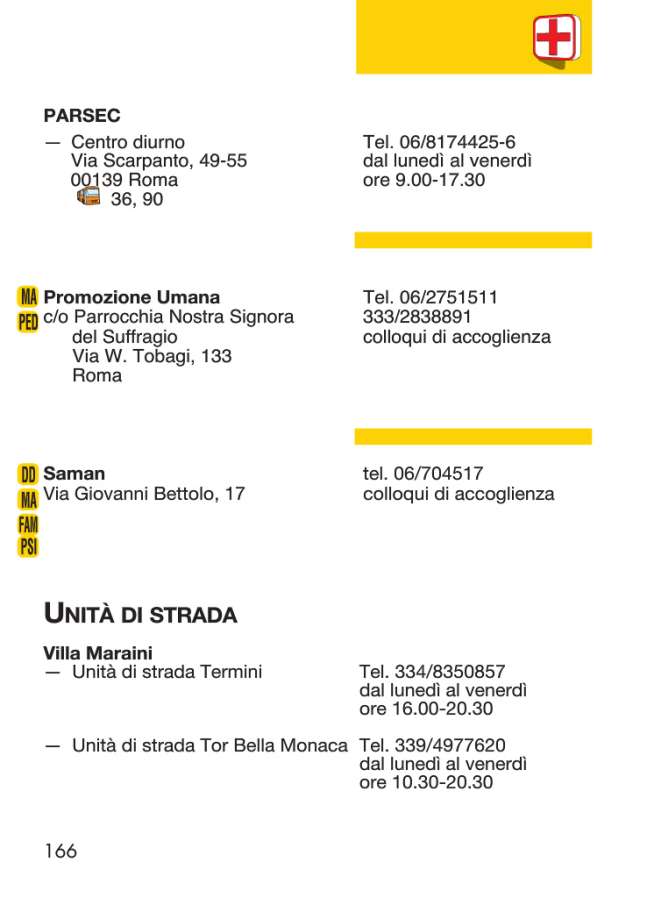 PARSEC
— Centro diurno Tel. 06/8174425-6
Via Scarpanto, 49-55 dal lunedì al venerdì
00139 Roma ore 9.00-17.30
36, 90
MA Promozione Umana Tel. 06/2751511
PED c/o Parrocchia Nostra Signora 333/2838891
del Suffragio colloqui di accoglienza
Via W. Tobagi, 133
Roma
DD Saman tel. 06/704517
MA Via Giovanni Bettolo, 17 colloqui di accoglienza
FAM
PSI
UNITÀ DI STRADA
Villa Maraini
— Unità di strada Termini Tel. 334/8350857
dal lunedì al venerdì
ore 16.00-20.30
— Unità di strada Tor Bella Monaca Tel. 339/4977620
dal lunedì al venerdì
ore 10.30-20.30
166